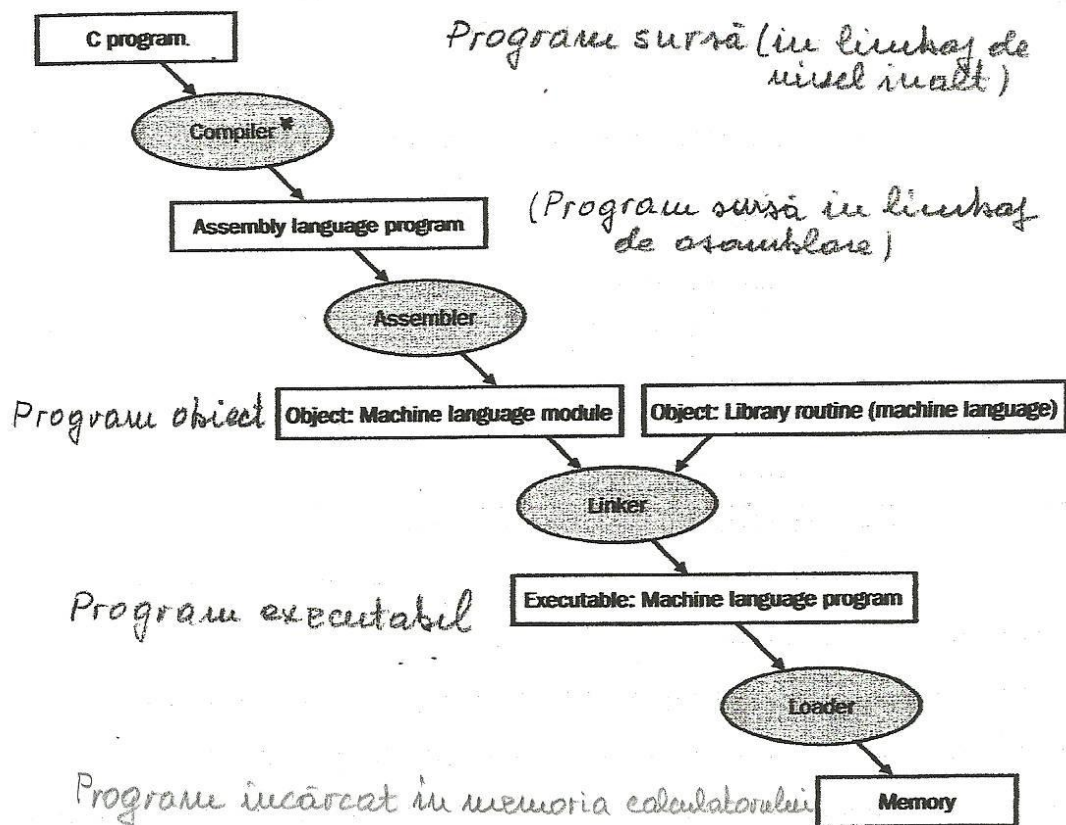 C program.
Program sursă (in limbaj de
nivel inalt)
Compiler *
Assembly language program
(Program sursă in limbaj
de asamblare)
Assembler
Program obiect
Object: Machine language module
Object: Library routine (machine language)
Linker
Program executabil
Executable: Machine language program
Loader
Program incărcat in memoria calculatorului
Memory